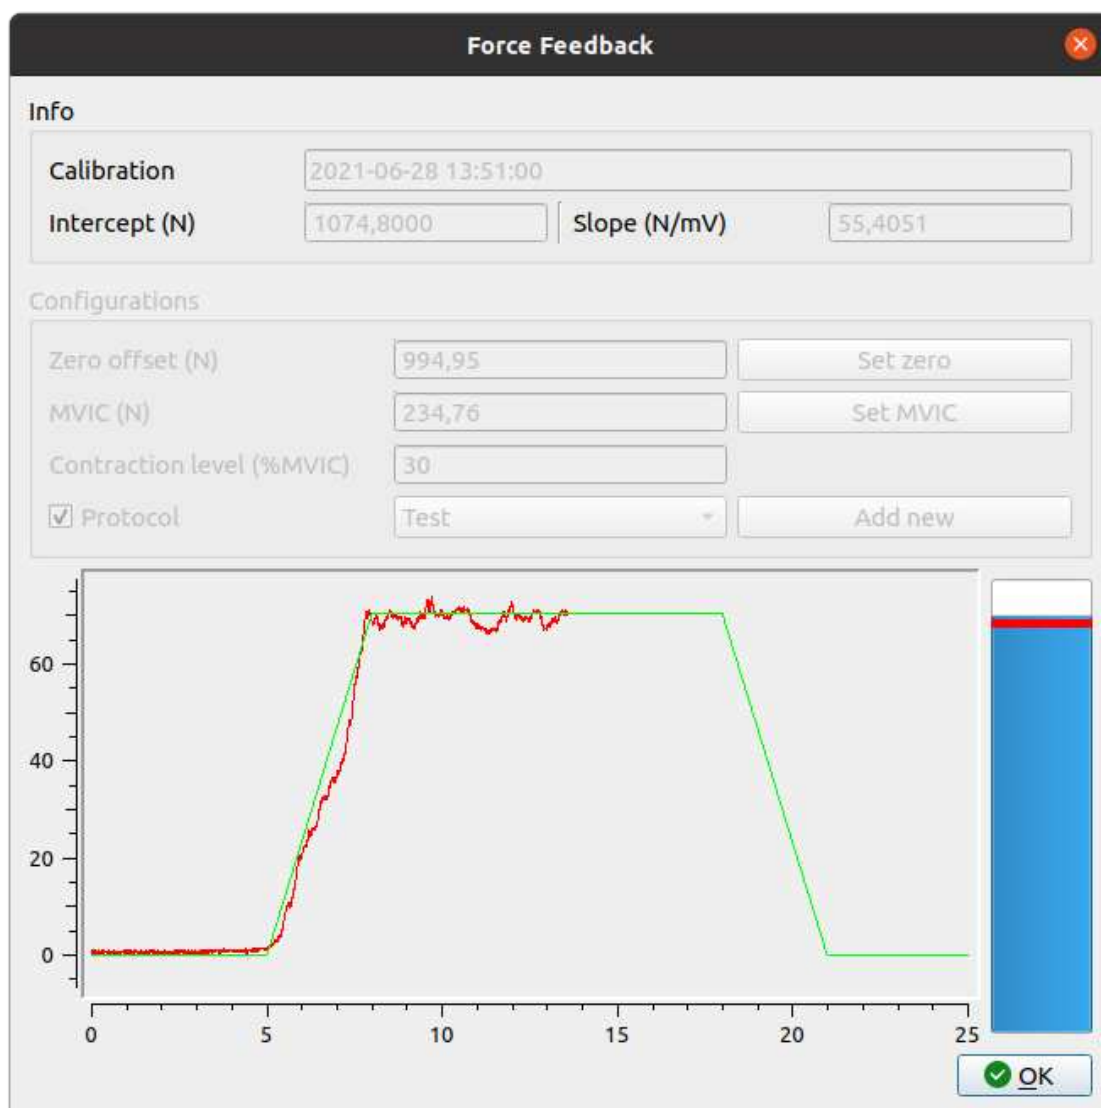 Force Feedback
Info
Calibration 2021-06-28 13:51:00
Intercept (N) 1074,8000 Slope (N/mV) 55,4051
Configurations
Zero offset (N) 994,95 Set zero
MVIC (N) 234,76 Set MVIC
Contraction level (%MVIC) 30
Protocol Test Add new
60
40
20
0
0 5 10 15 20 25
OK